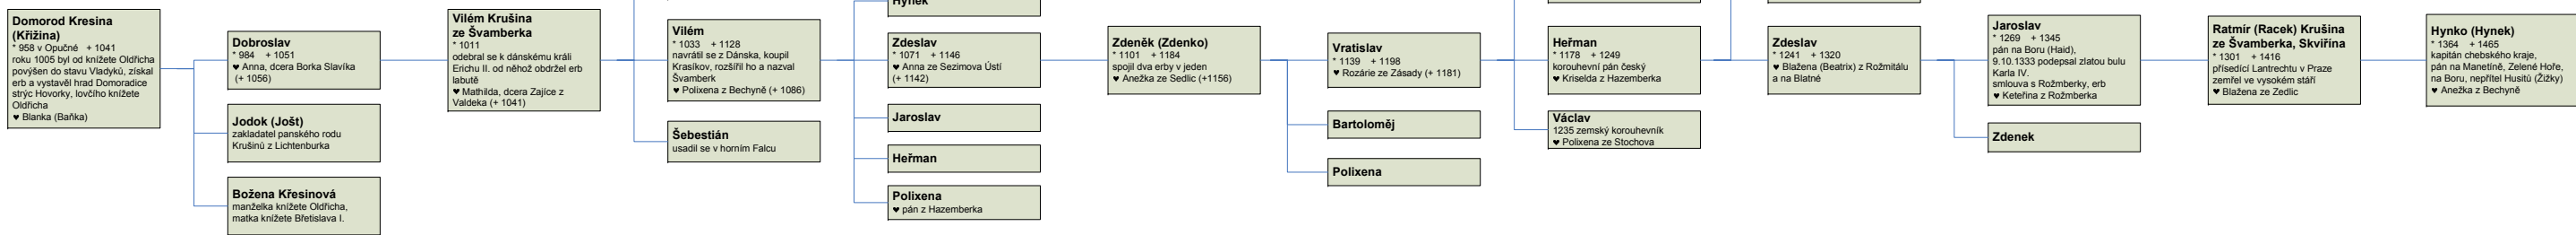 Domorod Kresina
(Křižina)
* 958 v Opučné + 1041
roku 1005 byl od knížete Oldřicha
povýšen do stavu Vladyků, získal
erb a vystavěl hrad Domoradice
strýc Hovorky, lovčího knížete
Oldřicha
♥ Blanka (Baňka)
Dobroslav
* 984 + 1051
♥ Anna, dcera Borka Slavíka
(+ 1056)
Jodok (Jošt)
zakladatel panského rodu
Krušinů z Lichtenburka
Božena Křesinová
manželka knížete Oldřicha,
matka knížete Břetislava I.
Vilém Krušina
ze Švamberka
* 1011
odebral se k dánskému králi
Erichu II. od něhož obdržel erb
labutě
♥ Mathilda, dcera Zajíce z
Valdeka (+ 1041)
Vilém
* 1033 + 1128
navrátil se z Dánska, koupil
Krasíkov, rozšířil ho a nazval
Švamberk
♥ Polixena z Bechyně (+ 1086)
Šebestián
usadil se v horním Falcu
Hynek
Zdeslav
* 1071 + 1146
♥ Anna ze Sezimova Ústí
(+ 1142)
Jaroslav
Heřman
Polixena
♥ pán z Hazemberka
Zdeněk (Zdenko)
* 1101 + 1184
spojil dva erby v jeden
♥ Anežka ze Sedlic (+1156)
Vratislav
* 1139 + 1198
♥ Rozárie ze Zásady (+ 1181)
Bartoloměj
Polixena
Heřman
* 1178 + 1249
korouhevní pán český
♥ Kriselda z Hazemberka
Václav
1235 zemský korouhevník
♥ Polixena ze Stochova
Zdeslav
* 1241 + 1320
♥ Blažena (Beatrix) z Rožmitálu
a na Blatné
Jaroslav
* 1269 + 1345
pán na Boru (Haid),
9.10.1333 podepsal zlatou bulu
Karla IV.
smlouva s Rožmberky, erb
♥ Keteřina z Rožmberka
Zdenek
Ratmír (Racek) Krušina
ze Švamberka, Skviřína
* 1301 + 1416
přísedící Lantrechtu v Praze
zemřel ve vysokém stáří
♥ Blažena ze Zedlic
Hynko (Hynek)
* 1364 + 1465
kapitán chebského kraje,
pán na Manetíně, Zelené Hoře,
na Boru, nepřítel Husitů (Žižky)
♥ Anežka z Bechyně